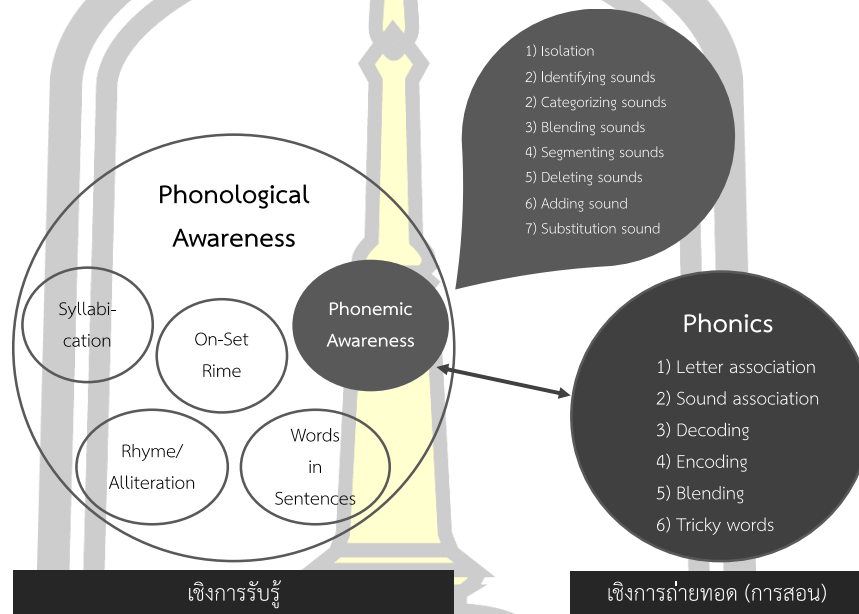 1) Isolation
2) Identifying sounds
2) Categorizing sounds
3) Blending sounds
4) Segmenting sounds
5) Deleting sounds
6) Adding sound
7) Substitution sound
Phonological
Awareness
Syllabi-
cation
On-Set
Rime
Phonemic
Awareness
Rhyme/
Alliteration
Words
in
Sentences
Phonics
1) Letter association
2) Sound association
3) Decoding
4) Encoding
5) Blending
6) Tricky words
เชิงการรับรู้
เชิงการถ่ายทอด (การสอน)